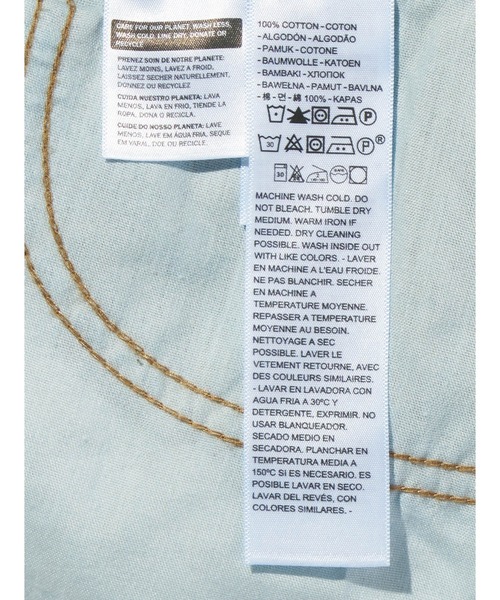 CARE FOR OUR PLANET: WASH LESS,
WASH COLD, LINE DRY, DONATE OR
RECYCLE
PRENEZ SOIN DE NOTRE PLANETE:
LAVEZ MOINS, LAVEZ A FROID,
LAISSEZ SECHER NATURELLEMENT,
DONNEZ OU RECYCLEZ
CUIDA NUESTRO PLANETA: LAVA
MENOS, LAVA EN FRIO, TIENDE LA
ROPA, DONA O RECICLA.
CUIDE DO NOSSO PLANETA: LAVE
MENOS, LAVE EM ÁGUA FRIA, SEQUE
EM VARAL, DOE OU RECICLE.
100% COTTON - COTON
- ALGODÓN - ALGODÃO
- PAMUK - COTONE
- BAUMWOLLE - KATOEN
- BAMBAKI - ХЛОПОК
- BAWEŁNA - PAMUT - BAVLNA
- 棉 - 면 - 綿 100% - KAPAS
P
30 P ®
30
MACHINE WASH COLD. DO
NOT BLEACH. TUMBLE DRY
MEDIUM. WARM IRON IF
NEEDED. DRY CLEANING
POSSIBLE. WASH INSIDE OUT
WITH LIKE COLORS. - LAVER
EN MACHINE A L'EAU FROIDE.
NE PAS BLANCHIR. SECHER
EN MACHINE A
TEMPERATURE MOYENNE.
REPASSER A TEMPERATURE
MOYENNE AU BESOIN.
NETTOYAGE A SEC
POSSIBLE. LAVER LE
VETEMENT RETOURNE, AVEC
DES COULEURS SIMILAIRES.
- LAVAR EN LAVADORA CON
AGUA FRIA A 30ºC Y
DETERGENTE, EXPRIMIR. NO
USAR BLANQUEADOR.
SECADO MEDIO EN
SECADORA. PLANCHAR EN
TEMPERATURA MEDIA A
150ºC SI ES NECESARIO. ES
POSIBLE LAVAR EN SECO.
LAVAR DEL REVÉS, CON
COLORES SIMILARES. -